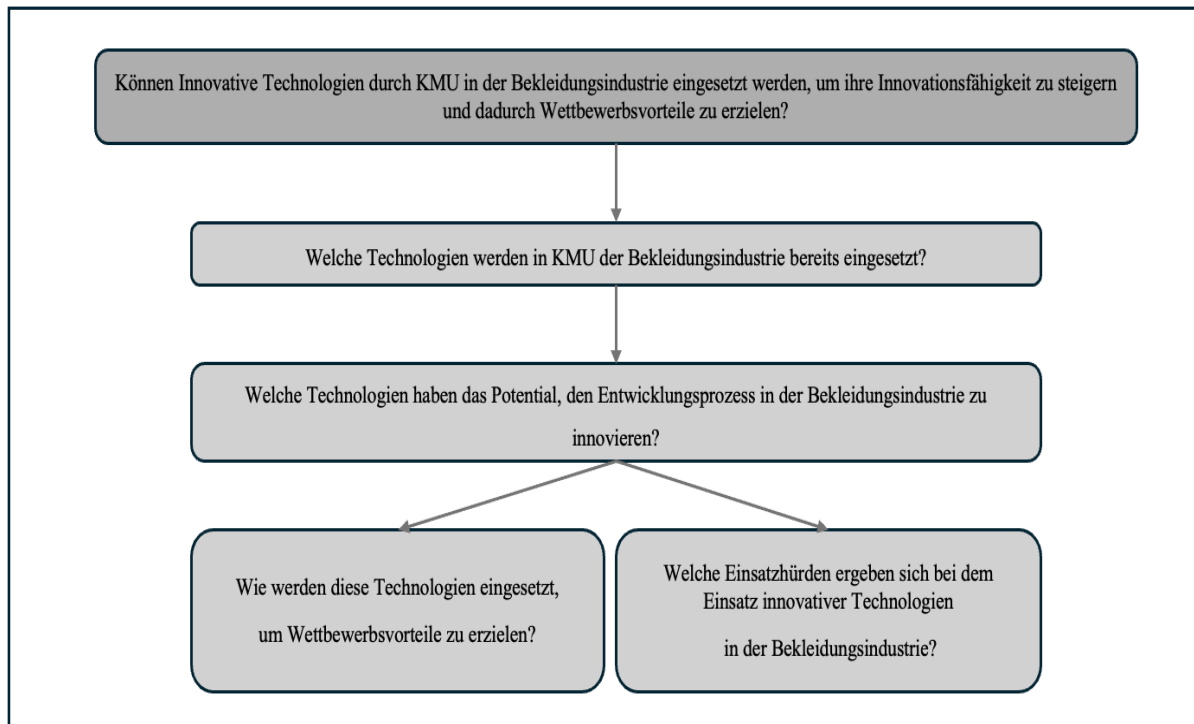 Können Innovative Technologien durch KMU in der Bekleidungsindustrie eingesetzt werden, um ihre Innovationsfähigkeit zu steigern
und dadurch Wettbewerbsvorteile zu erzielen?
Welche Technologien werden in KMU der Bekleidungsindustrie bereits eingesetzt?
Welche Technologien haben das Potential, den Entwicklungsprozess in der Bekleidungsindustrie zu
innovieren?
Wie werden diese Technologien eingesetzt,
um Wettbewerbsvorteile zu erzielen?
Welche Einsatzhürden ergeben sich bei dem
Einsatz innovativer Technologien
in der Bekleidungsindustrie?